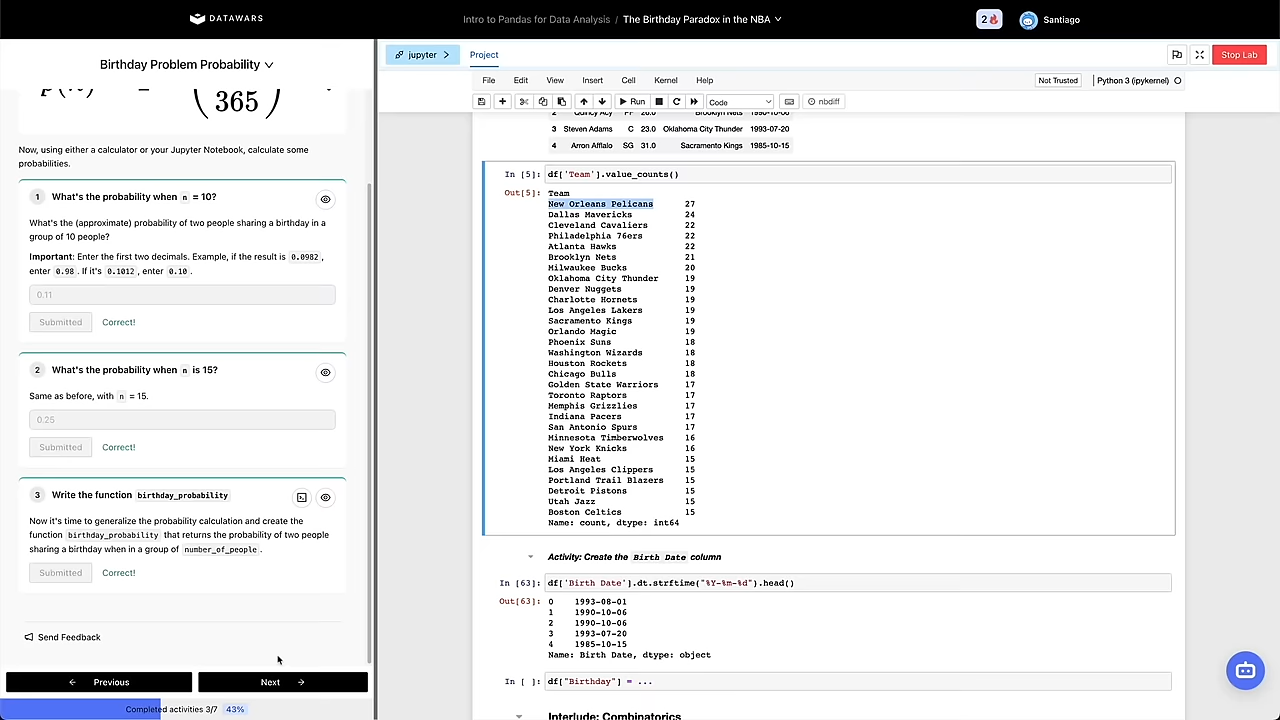 DATAWARS
Intro to Pandas for Data Analysis / The Birthday Paradox in the NBA
2
Santiago
Birthday Problem Probability
p(n) = (365)
Now, using either a calculator or your Jupyter Notebook, calculate some
probabilities.
1 What's the probability when n = 10?
What's the (approximate) probability of two people sharing a birthday in a
group of 10 people?
Important: Enter the first two decimals. Example, if the result is 0.0982,
enter 0.98. If it's 0.1012, enter 0.10.
0.11
Submitted Correct!
2 What's the probability when n is 15?
Same as before, with n = 15.
0.25
Submitted Correct!
3 Write the function birthday_probability
Now it's time to generalize the probability calculation and create the
function birthday_probability that returns the probability of two people
sharing a birthday when in a group of number_of_people.
Submitted Correct!
Send Feedback
← Previous Next →
Completed activities 3/7 43%
jupyter Project Stop Lab
File Edit View Insert Cell Kernel Help Not Trusted Python 3 (ipykernel)
Run Code nbdiff
2 Quincy Acy PF 26.0 Brooklyn Nets 1990-10-06
3 Steven Adams C 23.0 Oklahoma City Thunder 1993-07-20
4 Arron Afflalo SG 31.0 Sacramento Kings 1985-10-15
In [5]: df['Team'].value_counts()
Out[5]: Team
New Orleans Pelicans 27
Dallas Mavericks 24
Cleveland Cavaliers 22
Philadelphia 76ers 22
Atlanta Hawks 22
Brooklyn Nets 21
Milwaukee Bucks 20
Oklahoma City Thunder 19
Denver Nuggets 19
Charlotte Hornets 19
Los Angeles Lakers 19
Sacramento Kings 19
Orlando Magic 19
Phoenix Suns 18
Washington Wizards 18
Houston Rockets 18
Chicago Bulls 18
Golden State Warriors 17
Toronto Raptors 17
Memphis Grizzlies 17
Indiana Pacers 17
San Antonio Spurs 17
Minnesota Timberwolves 16
New York Knicks 16
Miami Heat 15
Los Angeles Clippers 15
Portland Trail Blazers 15
Detroit Pistons 15
Utah Jazz 15
Boston Celtics 15
Name: count, dtype: int64
Activity: Create the Birth Date column
In [63]: df['Birth Date'].dt.strftime("%Y-%m-%d").head()
Out[63]: 0 1993-08-01
1 1990-10-06
2 1990-10-06
3 1993-07-20
4 1985-10-15
Name: Birth Date, dtype: object
In [ ]: df["Birthday"] = ...
Interlude: Combinatorics